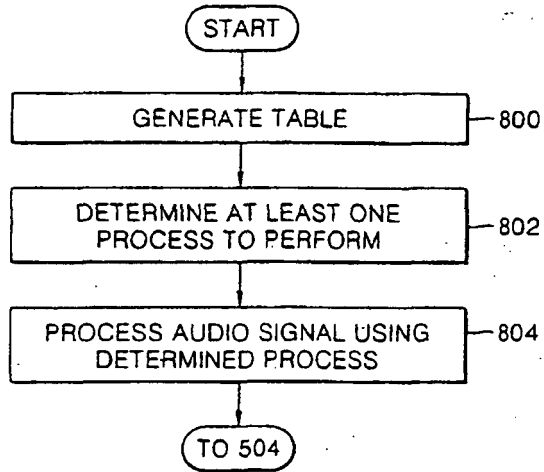 START
GENERATE TABLE
800
DETERMINE AT LEAST ONE
PROCESS TO PERFORM
802
PROCESS AUDIO SIGNAL USING
DETERMINED PROCESS
804
TO 504